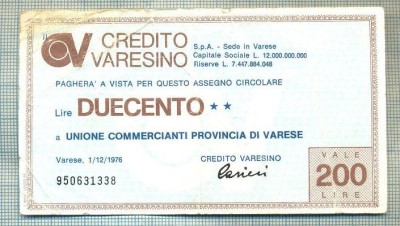 CREDITO
VARESINO
S.p.A. - Sede in Varese
Capitale Sociale L. 12.000.000.000
Riserve L. 7.447.884.048
PAGHERA' A VISTA PER QUESTO ASSEGNO CIRCOLARE
Lire DUECENTO ★ ★
a UNIONE COMMERCIANTI PROVINCIA DI VARESE
Varese, 1/12/1976
CREDITO VARESINO
950631338
VALE
200
LIRE